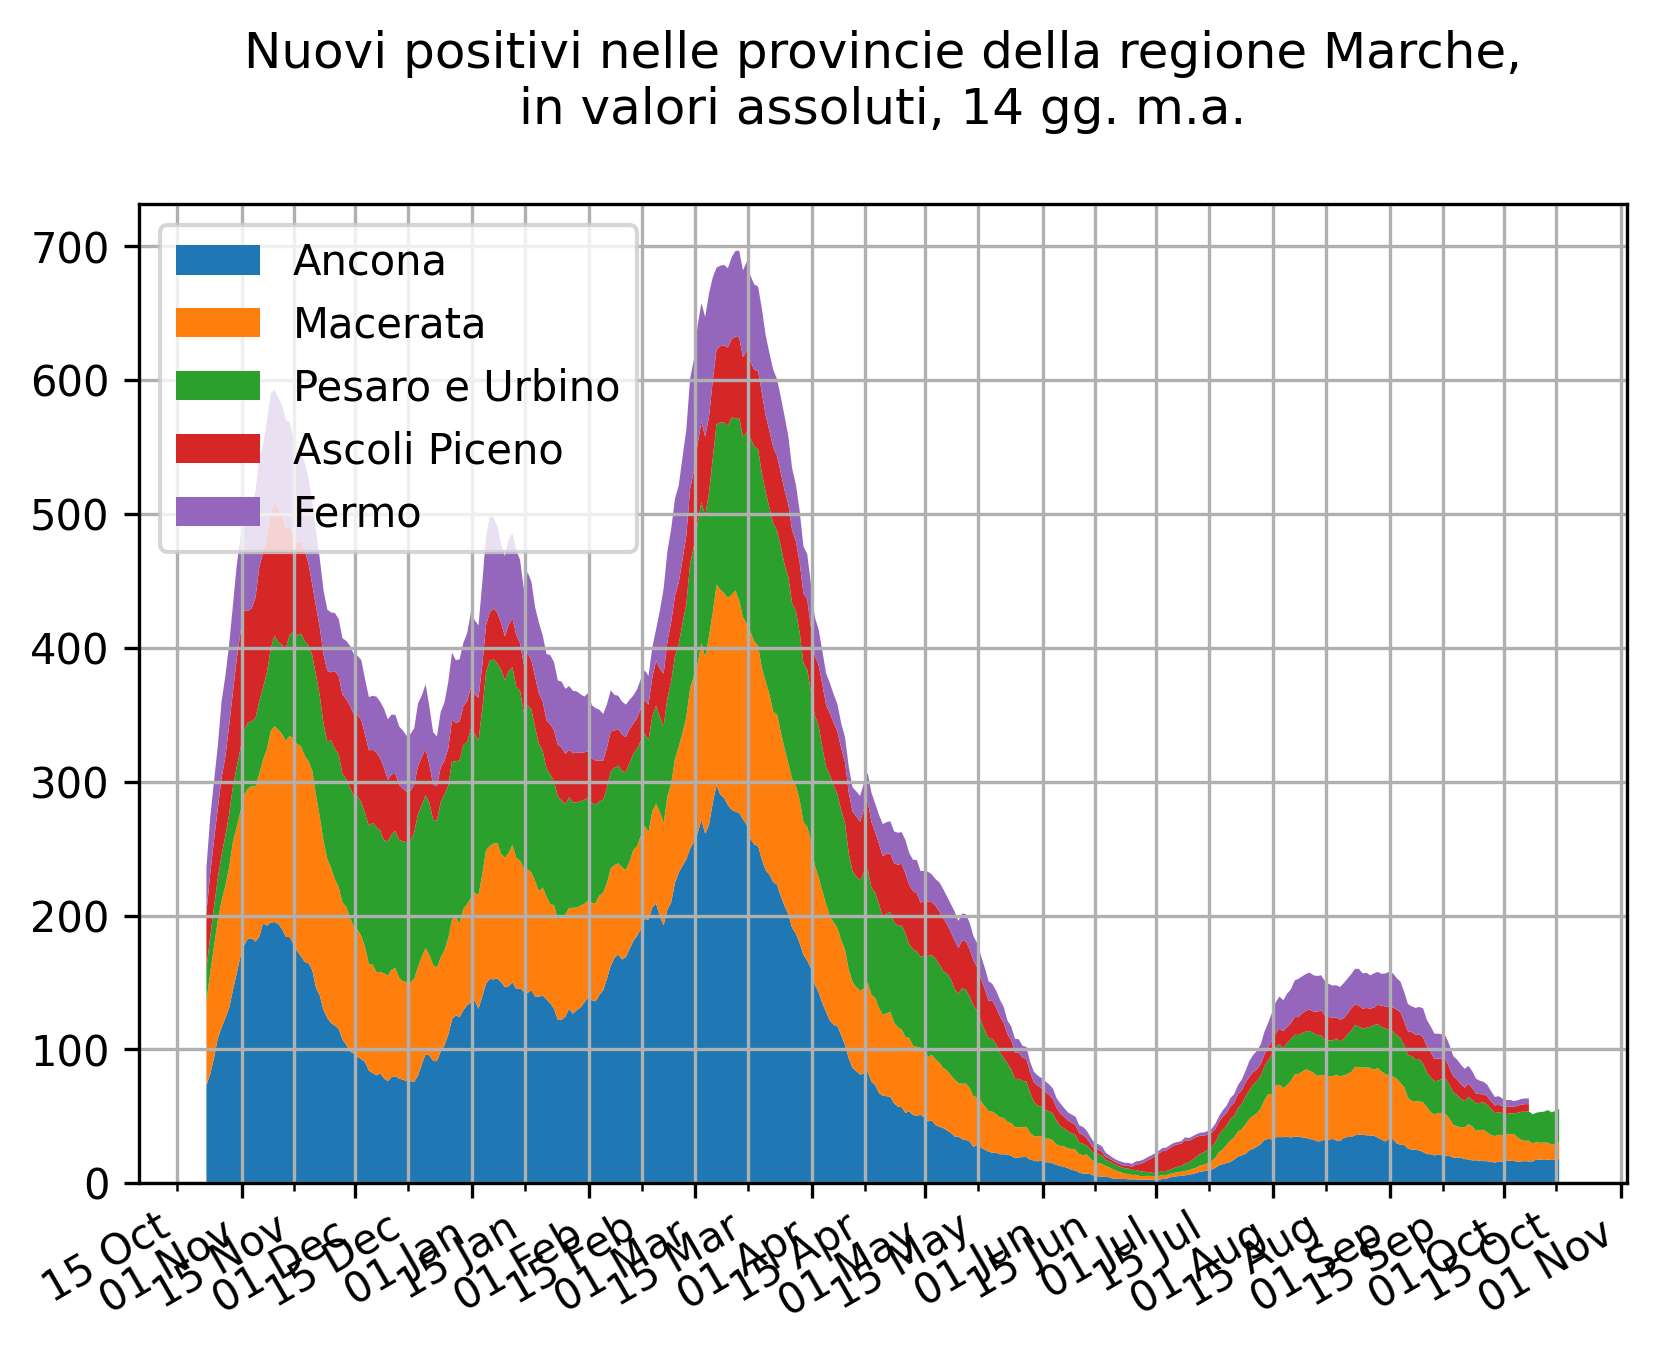 Nuovi positivi nelle provincie della regione Marche,
in valori assoluti, 14 gg. m.a.
700
600
500
400
300
200
100
0
Ancona
Macerata
Pesaro e Urbino
Ascoli Piceno
Fermo
15 Oct
01 Nov
15 Nov
01 Dec
15 Dec
01 Jan
15 Jan
01 Feb
15 Feb
01 Mar
15 Mar
01 Apr
15 Apr
01 May
15 May
01 Jun
15 Jun
01 Jul
15 Jul
01 Aug
15 Aug
01 Sep
15 Sep
01 Oct
15 Oct
01 Nov